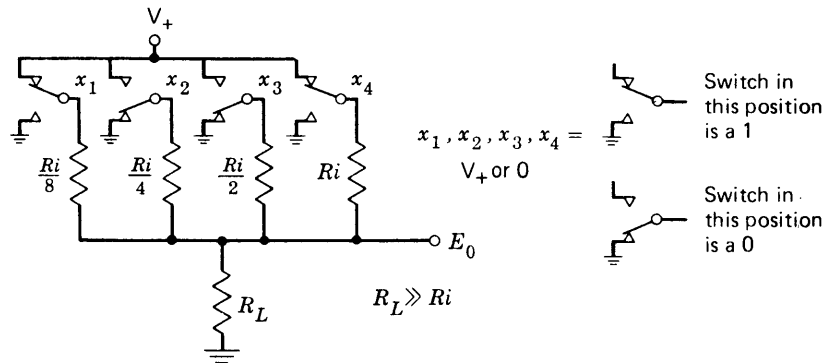 V+
x1 x2 x3 x4
Ri/8 Ri/4 Ri/2 Ri
E0
RL
RL ≫ Ri
x1, x2, x3, x4 =
V+ or 0
Switch in
this position
is a 1
Switch in
this position
is a 0